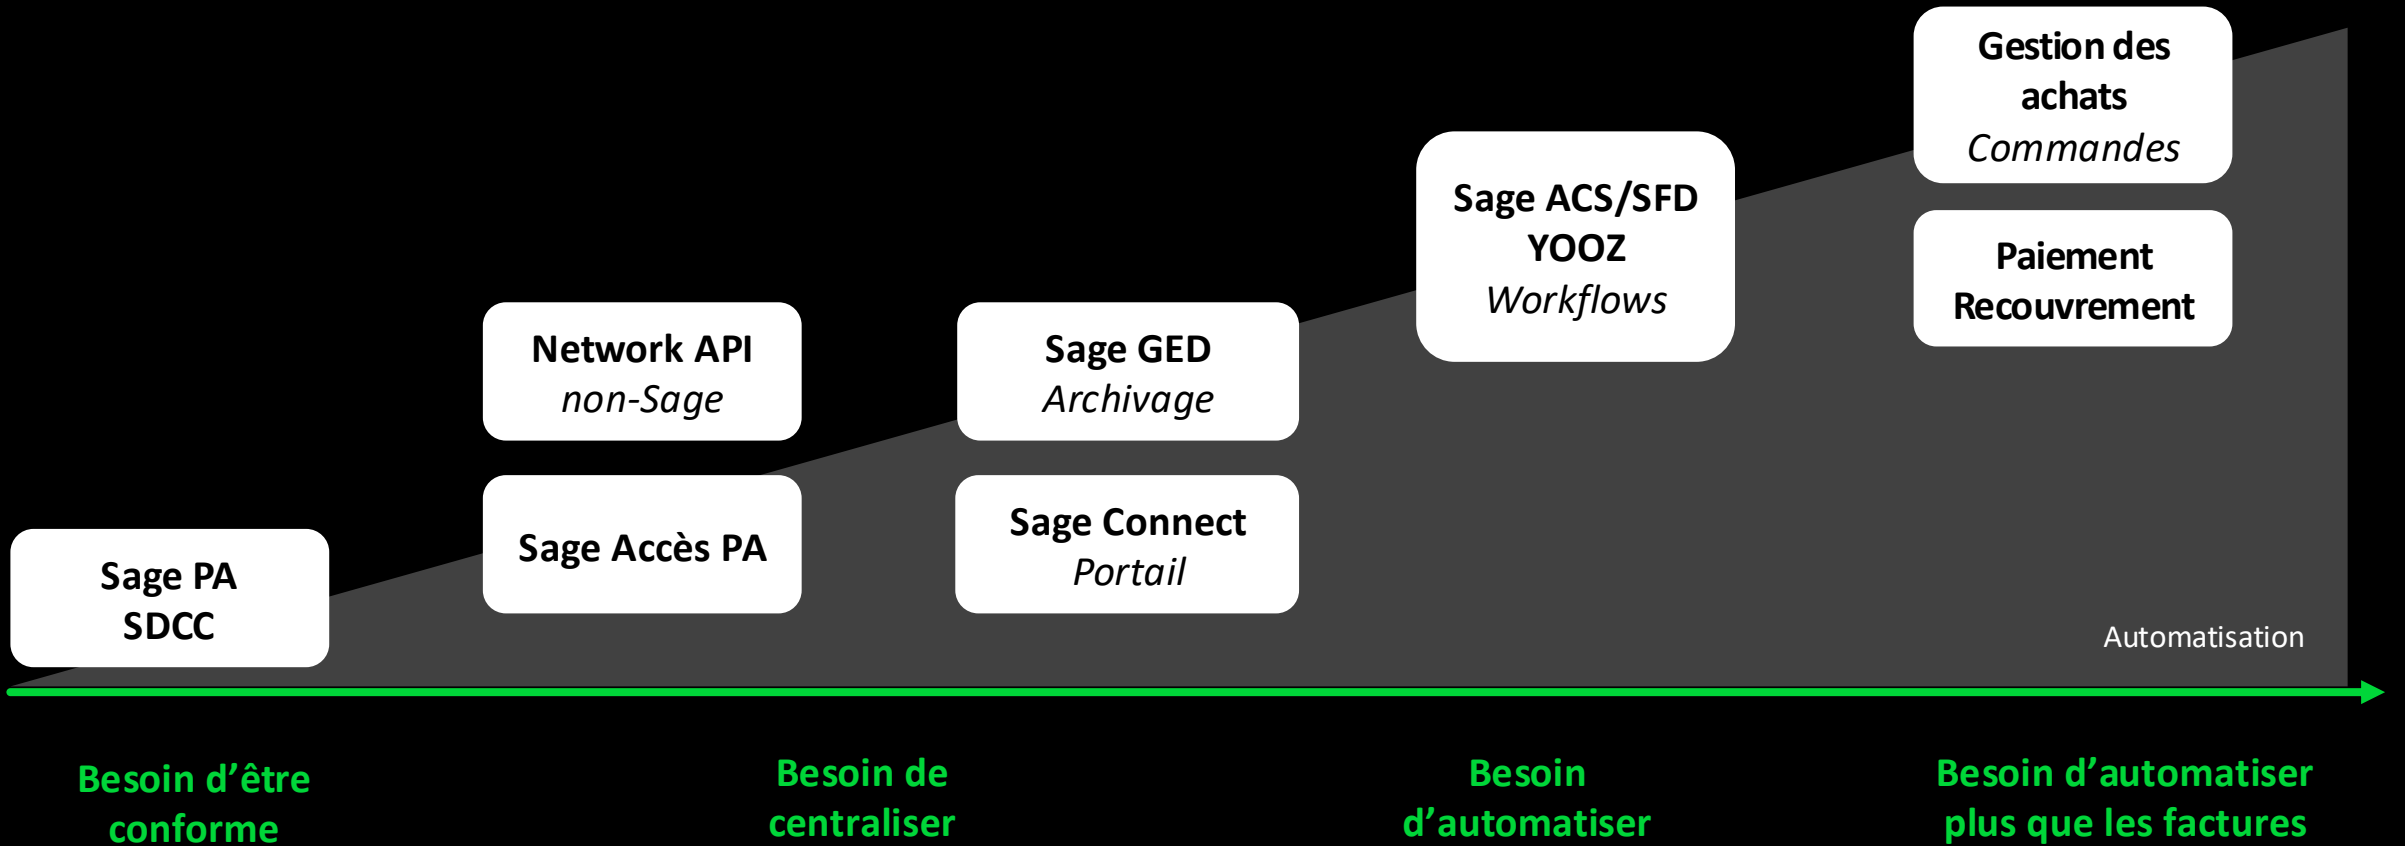 Gestion des
achats
Commandes
Paiement
Recouvrement
Sage ACS/SFD
YOOZ
Workflows
Network API
non-Sage
Sage GED
Archivage
Sage Accès PA
Sage Connect
Portail
Sage PA
SDCC
Automatisation
Besoin d’être
conforme
Besoin de
centraliser
Besoin
d’automatiser
Besoin d’automatiser
plus que les factures